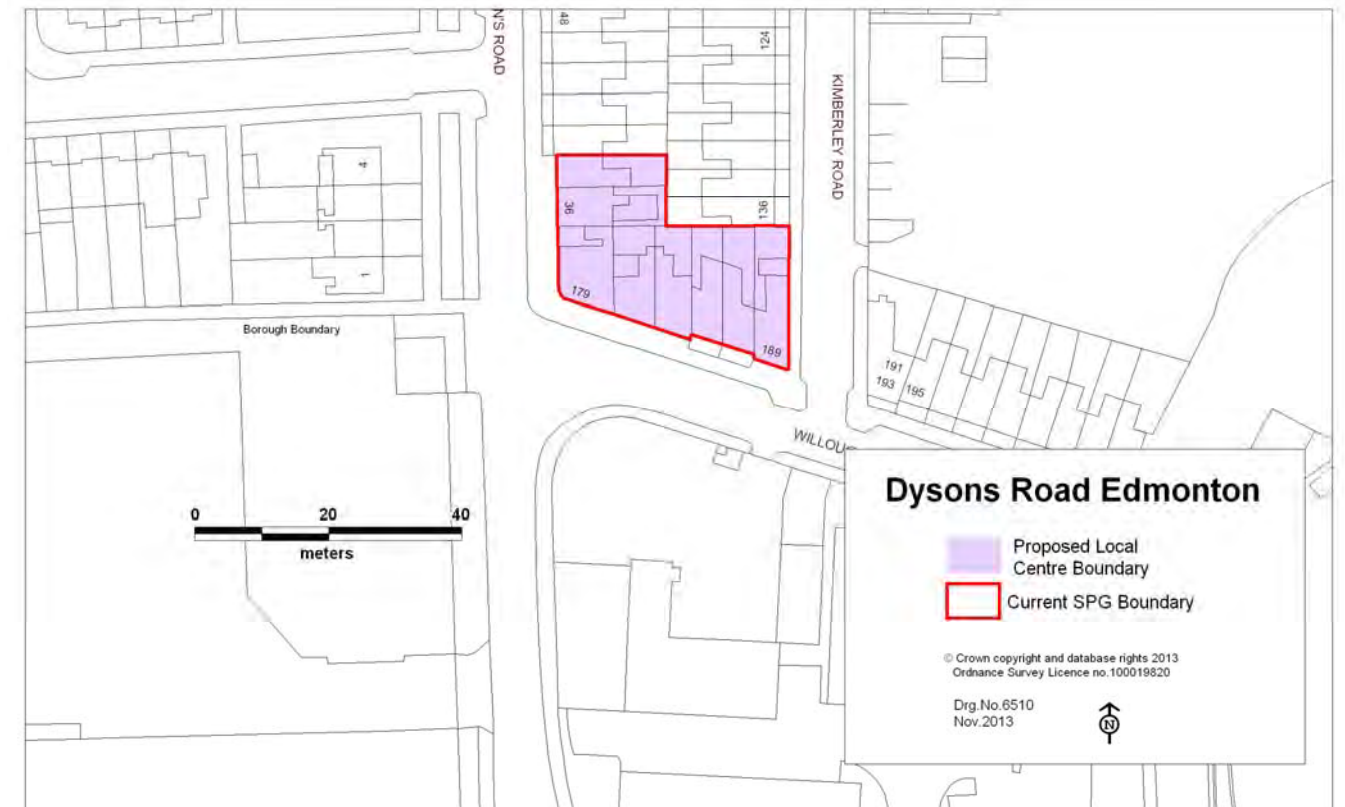 N'S ROAD
48
124
KIMBERLEY ROAD
4
36
136
1
179
Borough Boundary
189
191
193 195
WILLOU
0 20 40
meters
Dysons Road Edmonton
Proposed Local
Centre Boundary
Current SPG Boundary
© Crown copyright and database rights 2013
Ordnance Survey Licence no.100019820
Drg.No.6510
Nov.2013
N